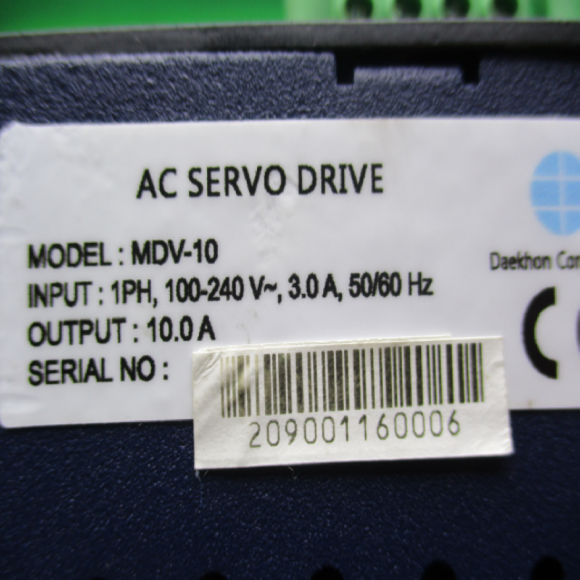 AC SERVO DRIVE
MODEL : MDV-10
Daekhon
INPUT : 1PH, 100-240 V~, 3.0 A, 50/60 Hz
OUTPUT : 10.0 A
SERIAL NO :
209001160006